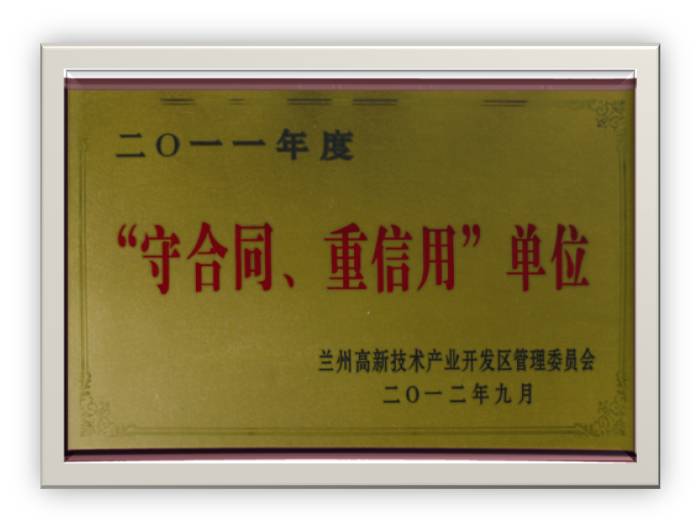 二〇一一年度
“守合同、重信用”单位
兰州高新技术产业开发区管理委员会
二〇一二年九月